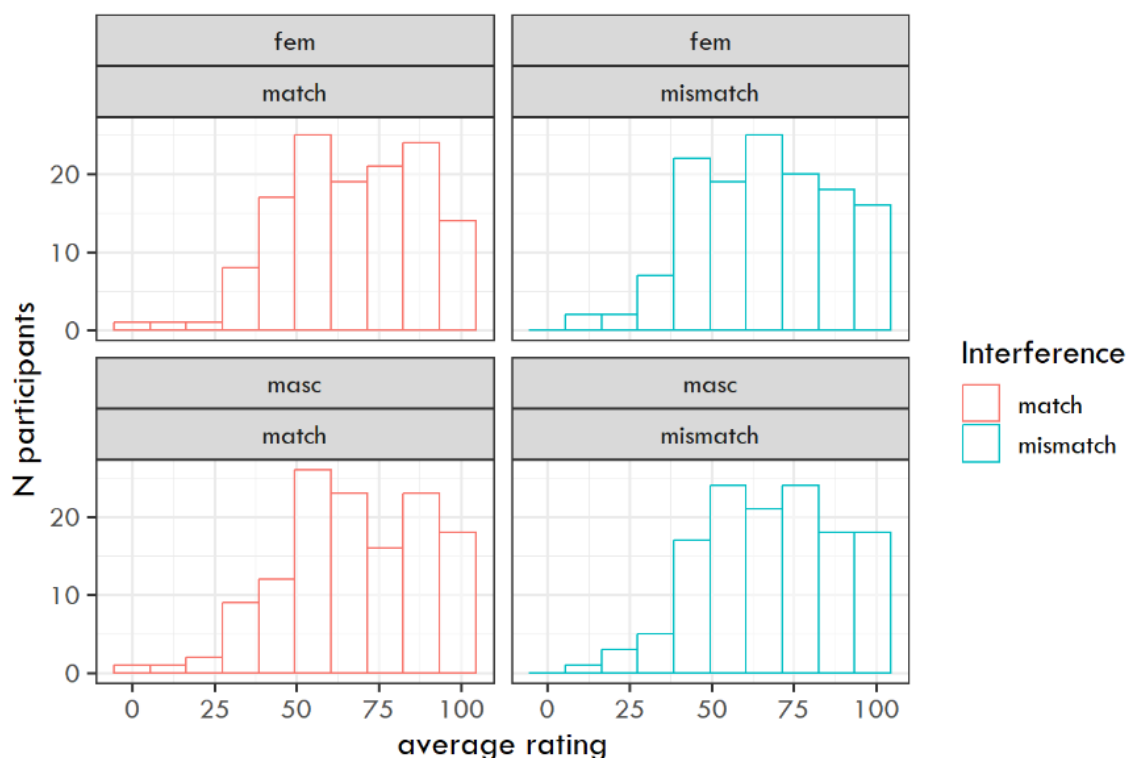 fem
fem
match
mismatch
20
10
0
masc
masc
match
mismatch
20
10
0
0 25 50 75 100
0 25 50 75 100
average rating
N participants
Interference
match
mismatch